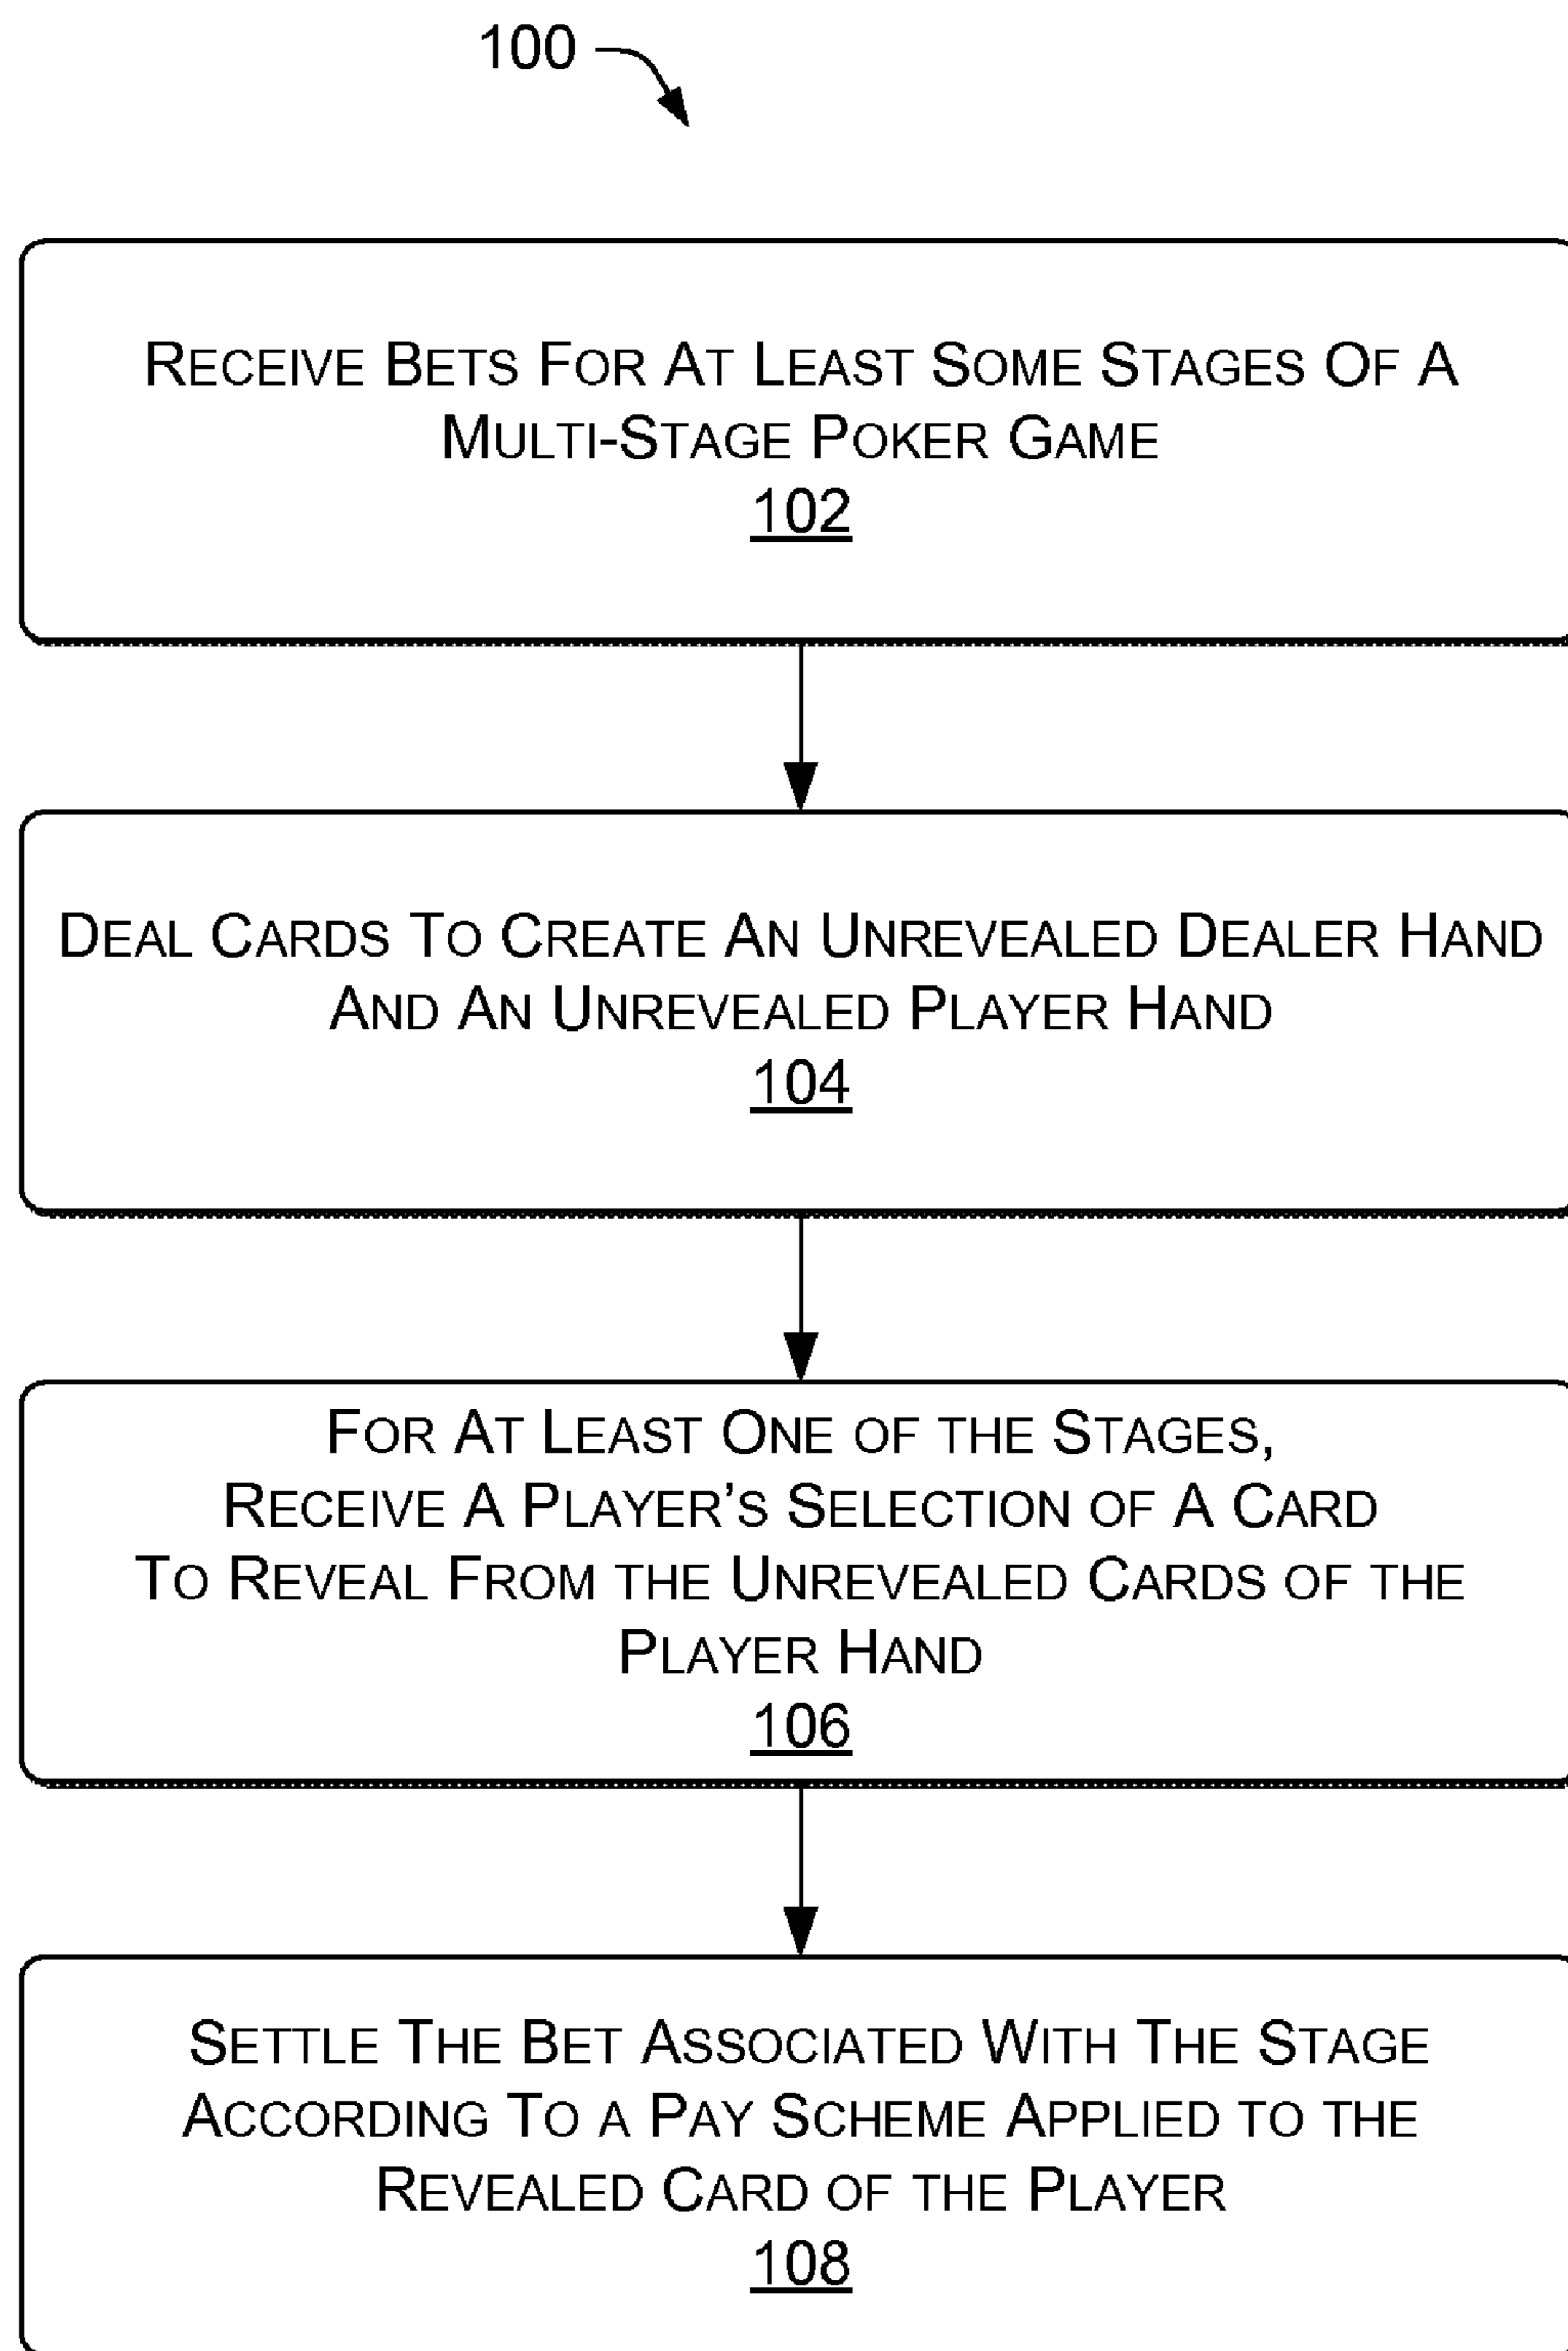 100
RECEIVE BETS FOR AT LEAST SOME STAGES OF A
MULTI-STAGE POKER GAME
102
DEAL CARDS TO CREATE AN UNREVEALED DEALER HAND
AND AN UNREVEALED PLAYER HAND
104
FOR AT LEAST ONE OF THE STAGES,
RECEIVE A PLAYER'S SELECTION OF A CARD
TO REVEAL FROM THE UNREVEALED CARDS OF THE
PLAYER HAND
106
SETTLE THE BET ASSOCIATED WITH THE STAGE
ACCORDING TO A PAY SCHEME APPLIED TO THE
REVEALED CARD OF THE PLAYER
108